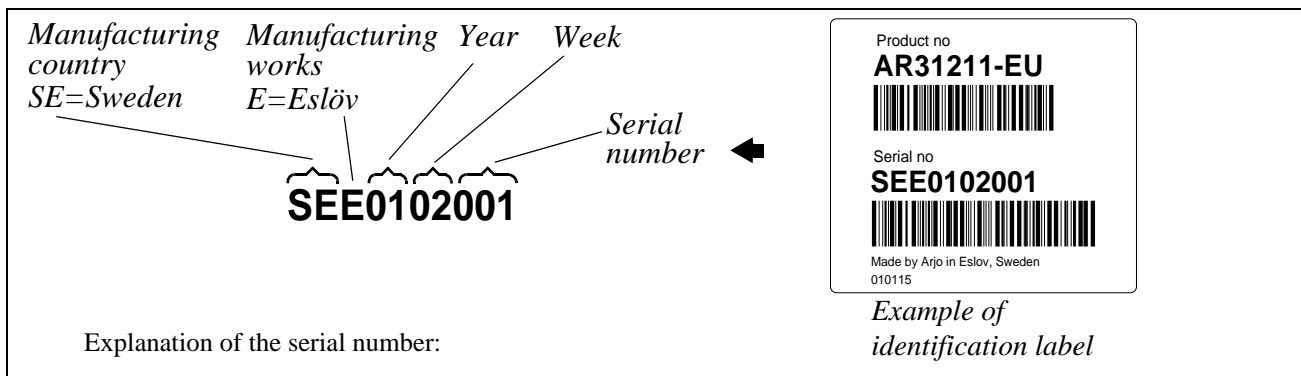 Manufacturing
country
SE=Sweden
Manufacturing
works
E=Eslöv
Year
Week
Serial
number
SEE0102001
Explanation of the serial number:
Product no
AR31211-EU
Serial no
SEE0102001
Made by Arjo in Eslov, Sweden
010115
Example of
identification label